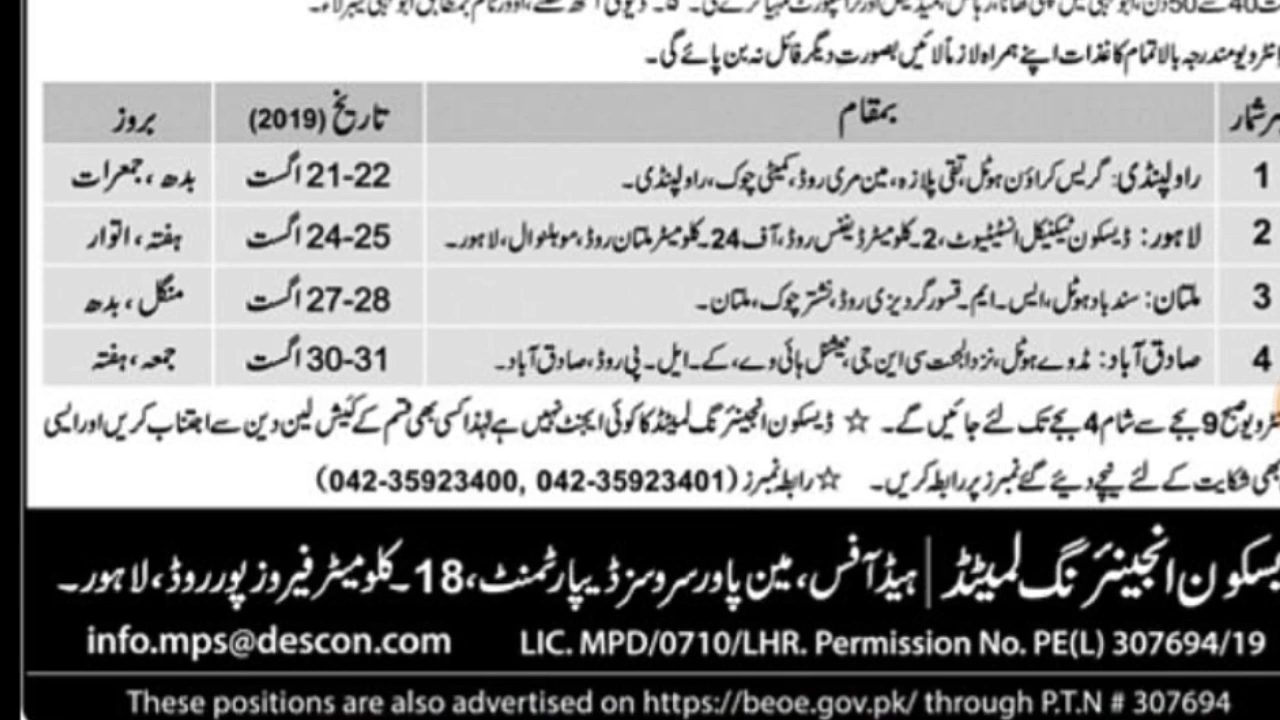 انٹرویو مندرجہ بالا تمام کاغذات اپنے ہمراہ لازماً لائیں بصورت دیگر فائل نہ بن پائے گی۔
بمقام تاریخ (2019) بروز
1 راولپنڈی: گریس کراؤن ہوٹل، تقی پلازہ، مین مری روڈ، کمیٹی چوک، راولپنڈی۔ 21-22 اگست بدھ، جمعرات
2 لاہور: ڈیسکون ٹیکنیکل انسٹیٹیوٹ، 2۔کلومیٹر ڈیفنس روڈ، آف 24۔کلومیٹر ملتان روڈ، موہلنوال، لاہور۔ 24-25 اگست ہفتہ، اتوار
3 ملتان: سندباد ہوٹل، ایس۔ایم۔قسور گردیزی روڈ، نشتر چوک، ملتان۔ 27-28 اگست منگل، بدھ
4 صادق آباد: مڈوے ہوٹل، نزد البحت سی این جی، نیشنل ہائی وے، کے۔ایل۔پی روڈ، صادق آباد۔ 30-31 اگست جمعہ، ہفتہ
صبح 9 بجے سے شام 4 بجے تک لئے جائیں گے۔ ☆ ڈیسکون انجینئرنگ لمیٹڈ کا کوئی ایجنٹ نہیں ہے لہٰذا کسی بھی قسم کے کیش لین دین سے اجتناب کریں اور ایسی
بھی شکایت کے لئے نیچے دیئے گئے نمبرز پر رابطہ کریں۔ ☆ رابطہ نمبرز (042-35923400, 042-35923401)
یسکون انجینئرنگ لمیٹڈ | ہیڈ آفس، مین پاور سروسز ڈیپارٹمنٹ، 18۔کلومیٹر فیروز پور روڈ، لاہور۔
info.mps@descon.com LIC. MPD/0710/LHR. Permission No. PE(L) 307694/19
These positions are also advertised on https://beoe.gov.pk/ through P.T.N # 307694